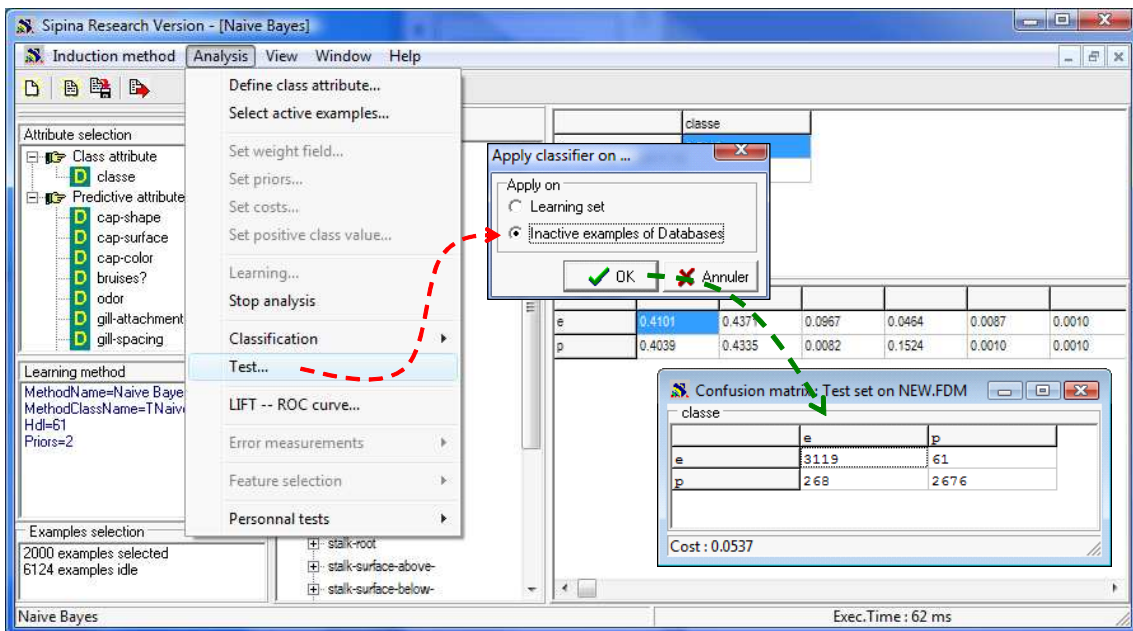 Sipina Research Version - [Naive Bayes]
Induction method Analysis View Window Help
Define class attribute...
Select active examples...
Set weight field...
Set priors...
Set costs...
Set positive class value...
Learning...
Stop analysis
Classification
Test...
LIFT -- ROC curve...
Error measurements
Feature selection
Personnal tests
Attribute selection
Class attribute
classe
Predictive attribute
cap-shape
cap-surface
cap-color
bruises?
odor
gill-attachment
gill-spacing
Learning method
MethodName=Naive Baye
MethodClassName=TNaiv
Hdl=61
Priors=2
Examples selection
2000 examples selected
6124 examples idle
stalk-root
stalk-surface-above-
stalk-surface-below-
classe
Apply classifier on ...
Apply on
Learning set
Inactive examples of Databases
OK Annuler
e 0.4101 0.4371 0.0967 0.0464 0.0087 0.0010
p 0.4039 0.4335 0.0082 0.1524 0.0010 0.0010
Confusion matrix : Test set on NEW.FDM
classe
e p
e 3119 61
p 268 2676
Cost : 0.0537
Naive Bayes Exec.Time : 62 ms